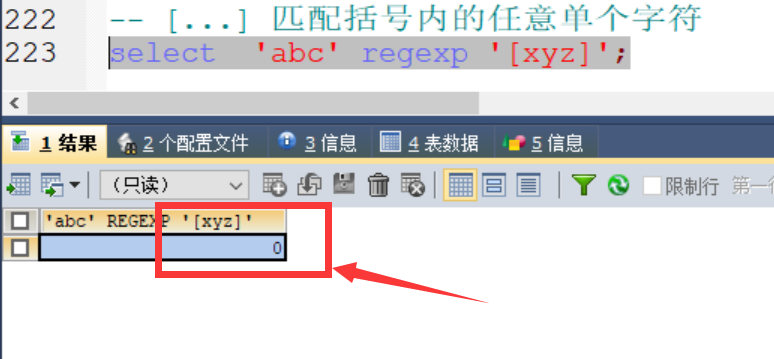 222 -- [...] 匹配括号内的任意单个字符
223 select 'abc' regexp '[xyz]';
1 结果 2 个配置文件 3 信息 4 表数据 5 信息
（只读） 限制行 第一行
'abc' REGEXP '[xyz]'
0